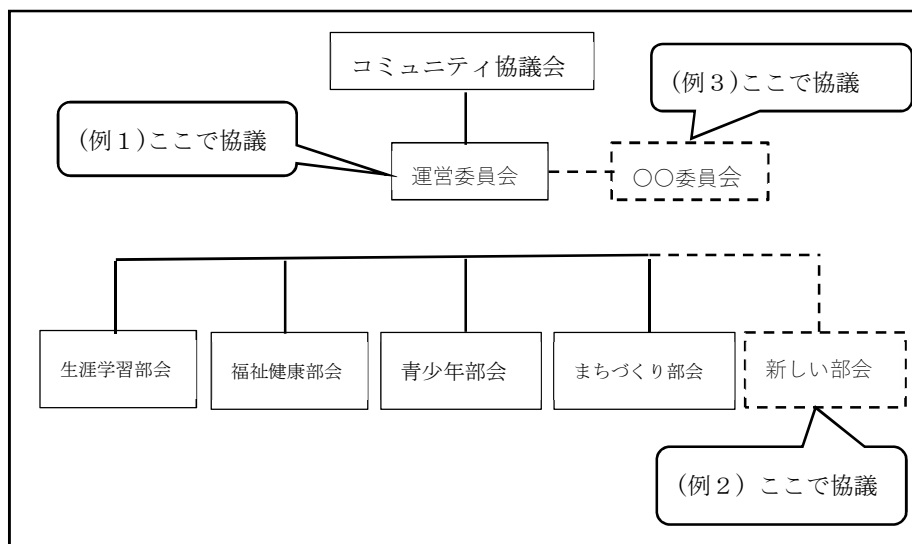 コミュニティ協議会
(例３)ここで協議
(例１)ここで協議
運営委員会
○○委員会
生涯学習部会
福祉健康部会
青少年部会
まちづくり部会
新しい部会
(例２) ここで協議